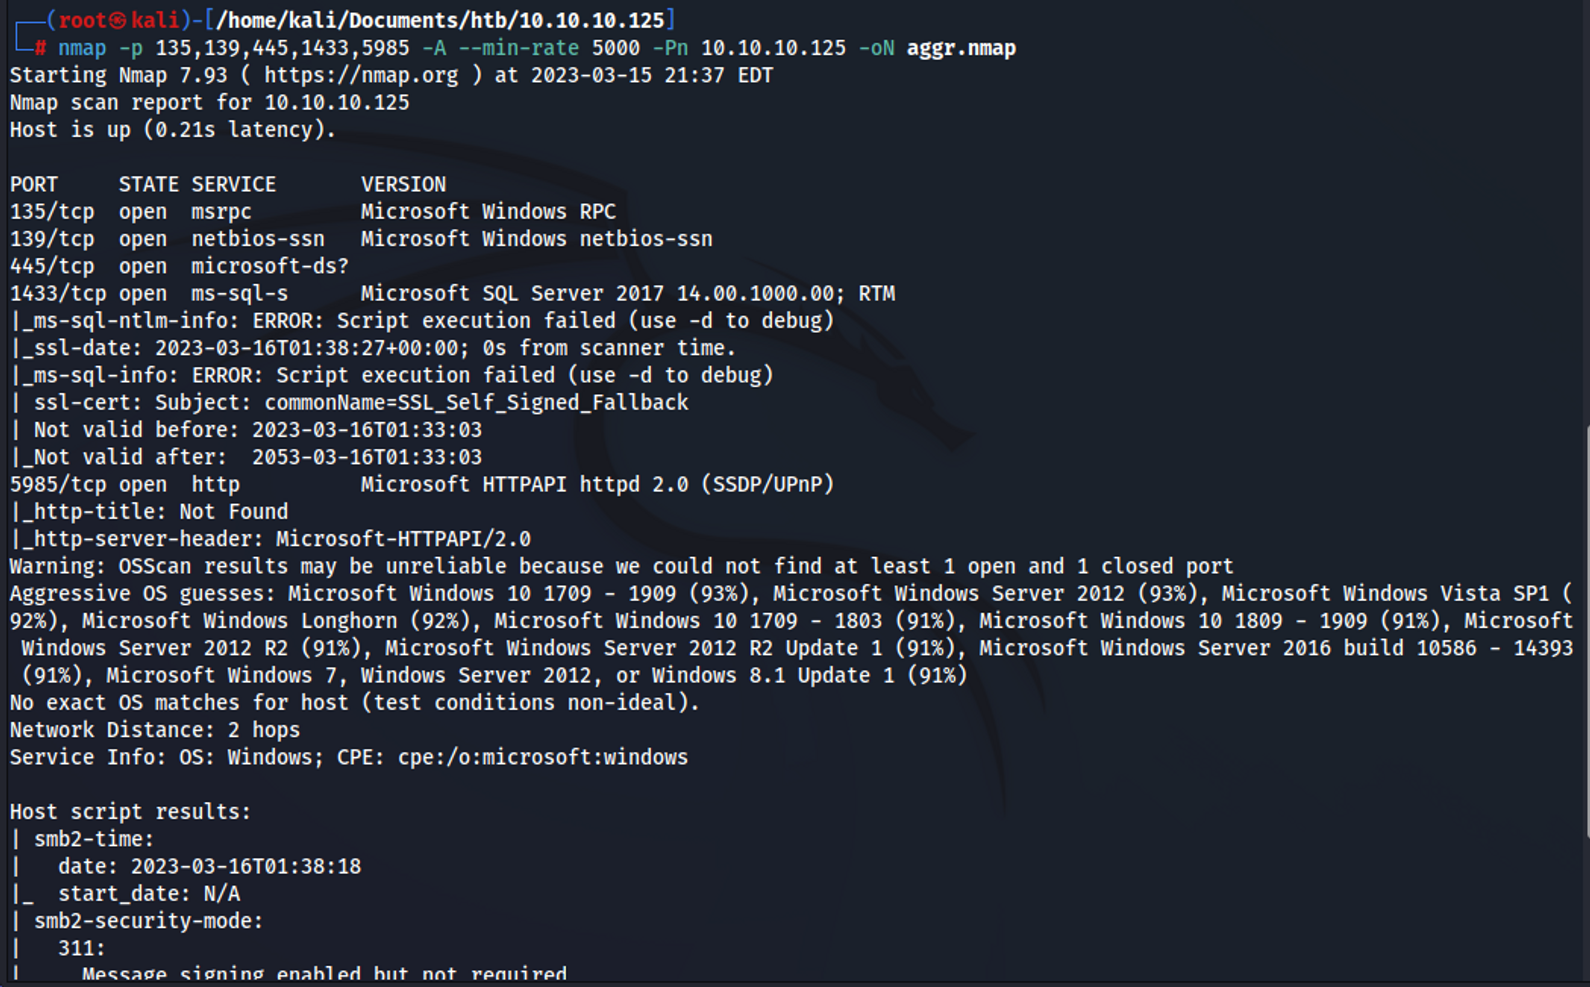 ┌──(root㉿kali)-[/home/kali/Documents/htb/10.10.10.125]
└─# nmap -p 135,139,445,1433,5985 -A --min-rate 5000 -Pn 10.10.10.125 -oN aggr.nmap
Starting Nmap 7.93 ( https://nmap.org ) at 2023-03-15 21:37 EDT
Nmap scan report for 10.10.10.125
Host is up (0.21s latency).

PORT     STATE SERVICE       VERSION
135/tcp  open  msrpc         Microsoft Windows RPC
139/tcp  open  netbios-ssn   Microsoft Windows netbios-ssn
445/tcp  open  microsoft-ds?
1433/tcp open  ms-sql-s      Microsoft SQL Server 2017 14.00.1000.00; RTM
|_ms-sql-ntlm-info: ERROR: Script execution failed (use -d to debug)
|_ssl-date: 2023-03-16T01:38:27+00:00; 0s from scanner time.
|_ms-sql-info: ERROR: Script execution failed (use -d to debug)
| ssl-cert: Subject: commonName=SSL_Self_Signed_Fallback
| Not valid before: 2023-03-16T01:33:03
|_Not valid after:  2053-03-16T01:33:03
5985/tcp open  http          Microsoft HTTPAPI httpd 2.0 (SSDP/UPnP)
|_http-title: Not Found
|_http-server-header: Microsoft-HTTPAPI/2.0
Warning: OSScan results may be unreliable because we could not find at least 1 open and 1 closed port
Aggressive OS guesses: Microsoft Windows 10 1709 - 1909 (93%), Microsoft Windows Server 2012 (93%), Microsoft Windows Vista SP1 (
92%), Microsoft Windows Longhorn (92%), Microsoft Windows 10 1709 - 1803 (91%), Microsoft Windows 10 1809 - 1909 (91%), Microsoft
 Windows Server 2012 R2 (91%), Microsoft Windows Server 2012 R2 Update 1 (91%), Microsoft Windows Server 2016 build 10586 - 14393
 (91%), Microsoft Windows 7, Windows Server 2012, or Windows 8.1 Update 1 (91%)
No exact OS matches for host (test conditions non-ideal).
Network Distance: 2 hops
Service Info: OS: Windows; CPE: cpe:/o:microsoft:windows

Host script results:
| smb2-time:
|   date: 2023-03-16T01:38:18
|_  start_date: N/A
| smb2-security-mode:
|   311:
|     Message signing enabled but not required